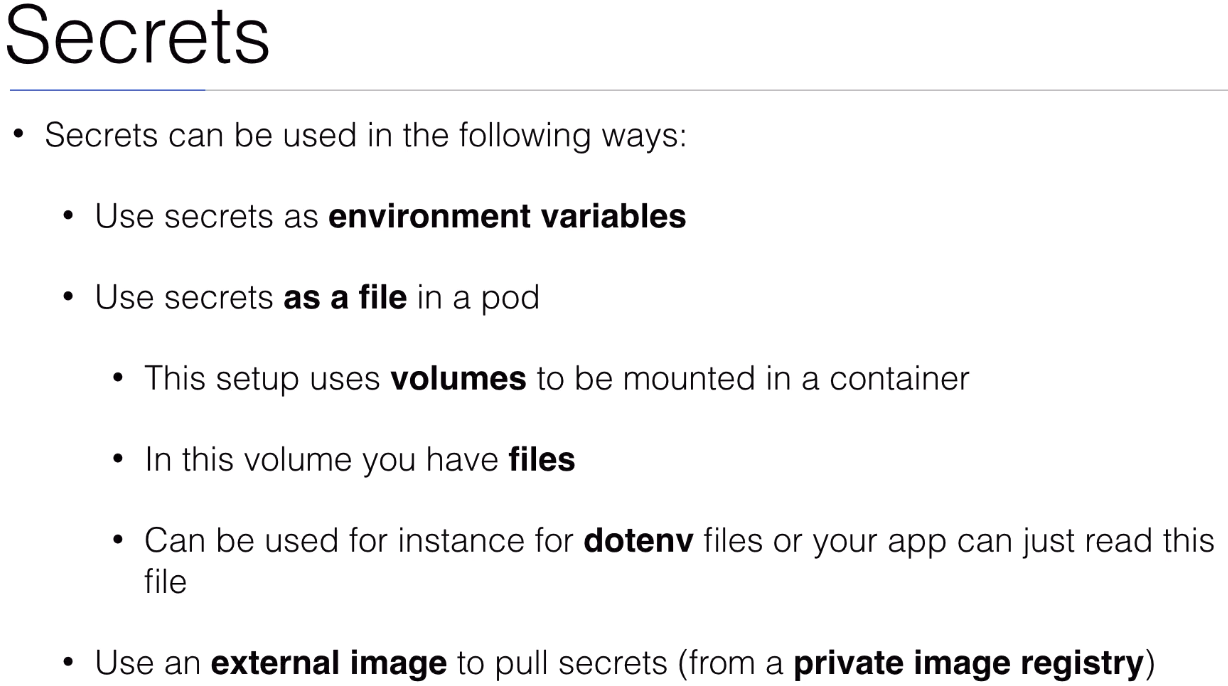 Secrets
• Secrets can be used in the following ways:
• Use secrets as environment variables
• Use secrets as a file in a pod
• This setup uses volumes to be mounted in a container
• In this volume you have files
• Can be used for instance for dotenv files or your app can just read this
file
• Use an external image to pull secrets (from a private image registry)